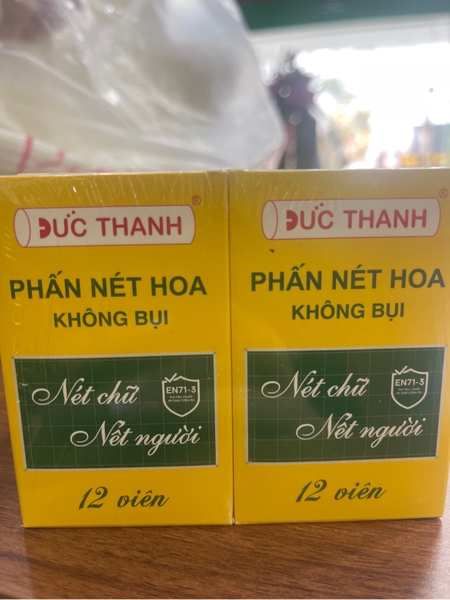 ĐỨC THANH®
PHẤN NÉT HOA
KHÔNG BỤI
Nét chữ
EN71-3
Nết người
12 viên
ĐỨC THANH®
PHẤN NÉT HOA
KHÔNG BỤI
Nét chữ
EN71-3
Nết người
12 viên